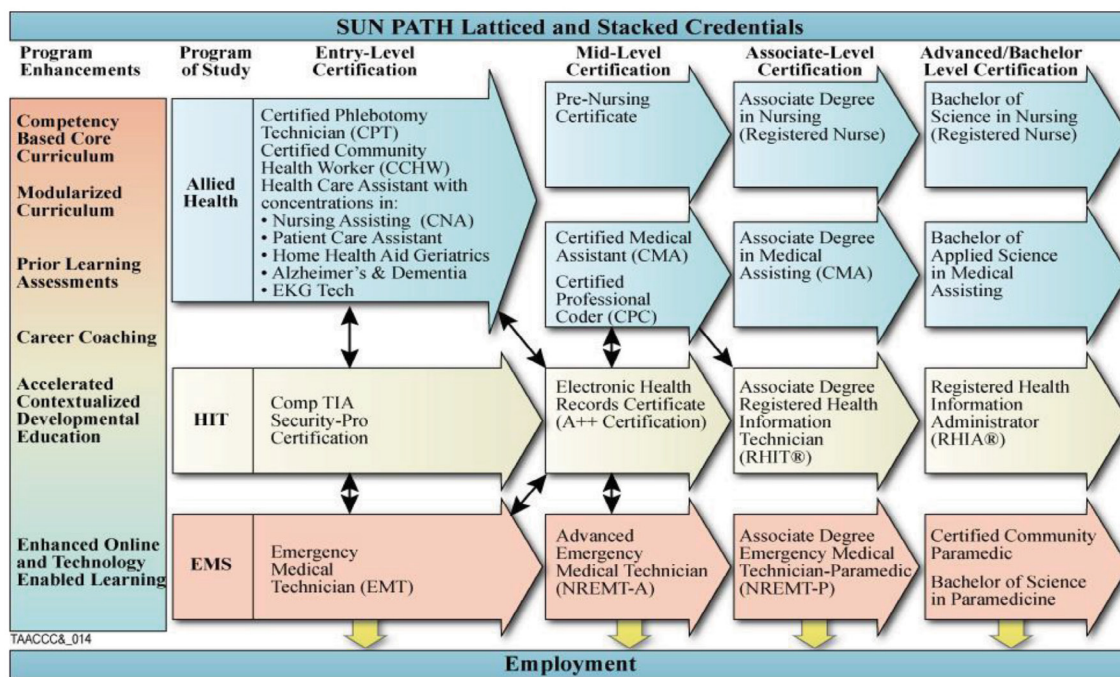 SUN PATH Latticed and Stacked Credentials
Program
Enhancements
Program
of Study
Entry-Level
Certification
Mid-Level
Certification
Associate-Level
Certification
Advanced/Bachelor
Level Certification
Competency
Based Core
Curriculum
Modularized
Curriculum
Prior Learning
Assessments
Career Coaching
Accelerated
Contextualized
Developmental
Education
Enhanced Online
and Technology
Enabled Learning
Allied
Health
Certified Phlebotomy
Technician (CPT)
Certified Community
Health Worker (CCHW)
Health Care Assistant with
concentrations in:
• Nursing Assisting (CNA)
• Patient Care Assistant
• Home Health Aid Geriatrics
• Alzheimer's & Dementia
• EKG Tech
Pre-Nursing
Certificate
Associate Degree
in Nursing
(Registered Nurse)
Bachelor of
Science in Nursing
(Registered Nurse)
Certified Medical
Assistant (CMA)
Certified
Professional
Coder (CPC)
Associate Degree
in Medical
Assisting (CMA)
Bachelor of
Applied Science
in Medical
Assisting
HIT
Comp TIA
Security-Pro
Certification
Electronic Health
Records Certificate
(A++ Certification)
Associate Degree
Registered Health
Information
Technician
(RHIT®)
Registered Health
Information
Administrator
(RHIA®)
EMS
Emergency
Medical
Technician (EMT)
Advanced
Emergency
Medical Technician
(NREMT-A)
Associate Degree
Emergency Medical
Technician-Paramedic
(NREMT-P)
Certified Community
Paramedic
Bachelor of Science
in Paramedicine
TAACCC&_014
Employment